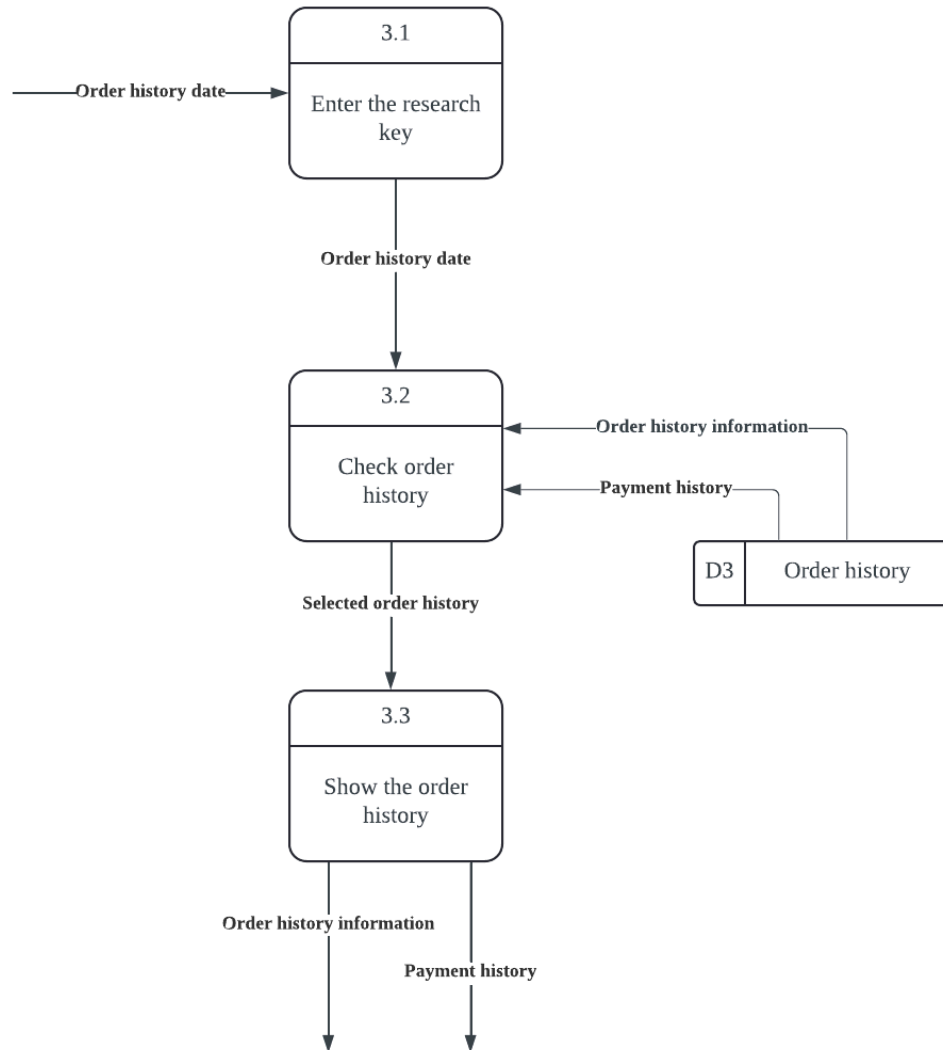 3.1
Order history date
Enter the research
key
Order history date
3.2
Order history information
Check order
history
Payment history
D3
Order history
Selected order history
3.3
Show the order
history
Order history information
Payment history